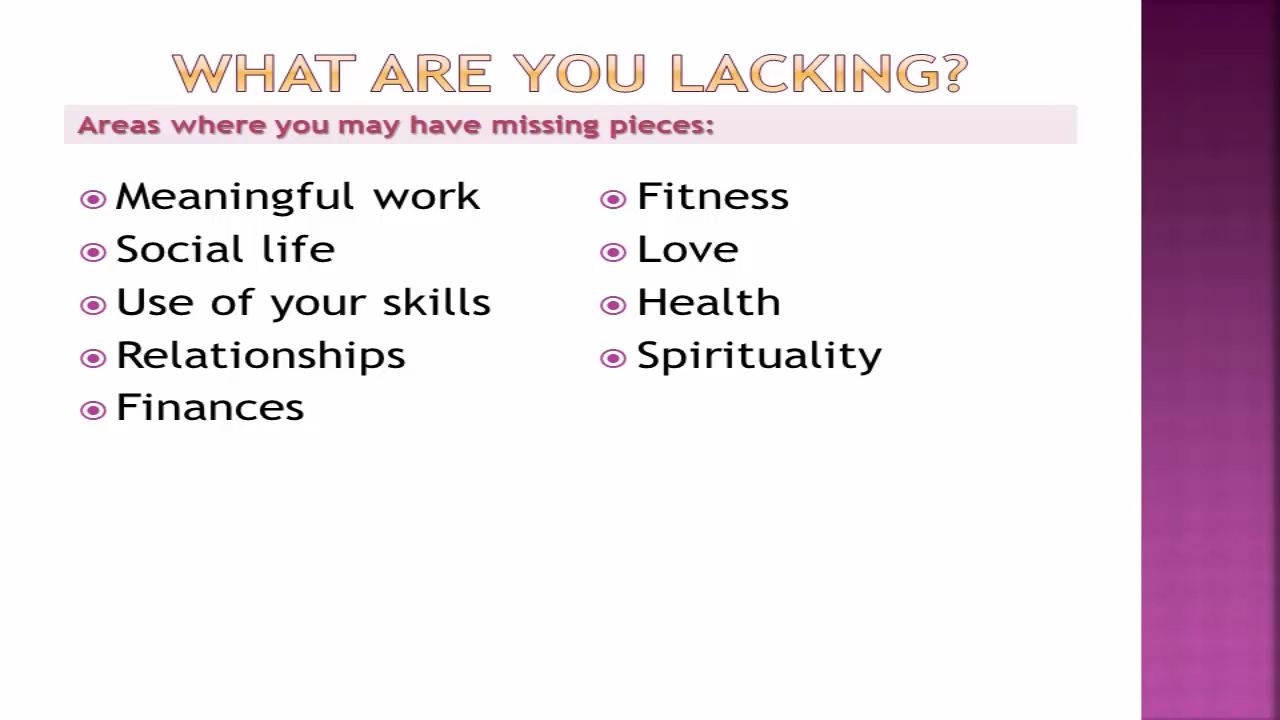 WHAT ARE YOU LACKING?
Areas where you may have missing pieces:
Meaningful work
Social life
Use of your skills
Relationships
Finances
Fitness
Love
Health
Spirituality